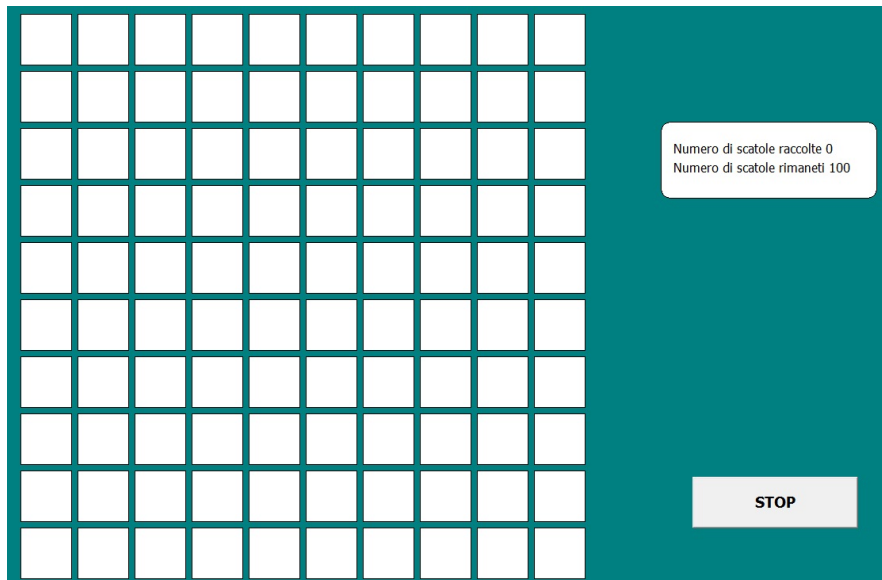 Numero di scatole raccolte 0
Numero di scatole rimaneti 100
STOP